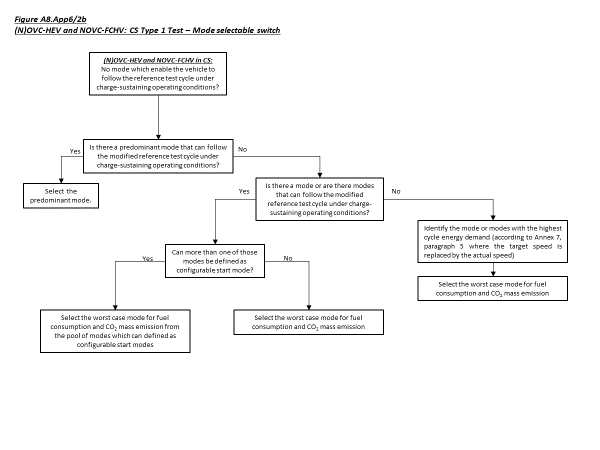 Figure A8.App6/2b
(N)OVC-HEV and NOVC-FCHV: CS Type 1 Test – Mode selectable switch
(N)OVC-HEV and NOVC-FCHV in CS:
No mode which enable the vehicle to
follow the reference test cycle under
charge-sustaining operating conditions?
Is there a predominant mode that can follow
the modified reference test cycle under
charge-sustaining operating conditions?
Yes
No
Select the
predominant mode.
Is there a mode or are there modes
that can follow the modified
reference test cycle under charge-
sustaining operating conditions?
Yes
No
Identify the mode or modes with the highest
cycle energy demand (according to Annex 7,
paragraph 5 where the target speed is
replaced by the actual speed)
Can more than one of those
modes be defined as
configurable start mode?
Yes
No
Select the worst case mode for fuel
consumption and CO₂ mass emission
Select the worst case mode for fuel
consumption and CO₂ mass emission from
the pool of modes which can defined as
configurable start modes
Select the worst case mode for fuel
consumption and CO₂ mass emission